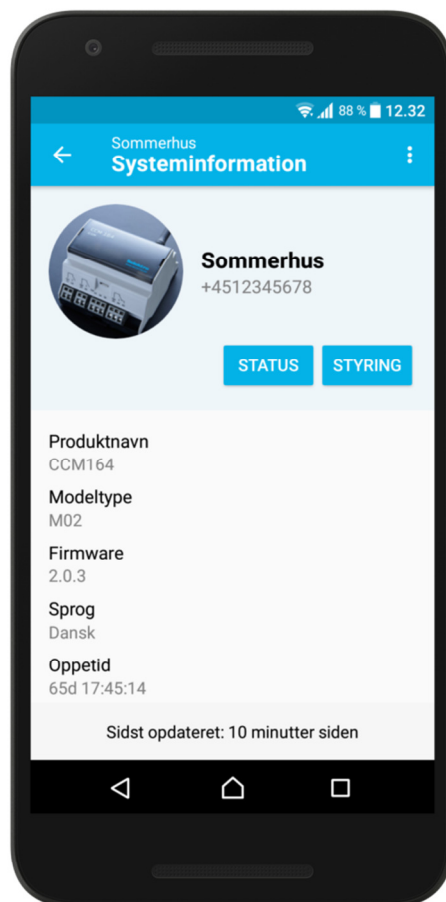 88 % 12.32
Sommerhus
Systeminformation
Sommerhus
+4512345678
STATUS STYRING
Produktnavn
CCM164
Modeltype
M02
Firmware
2.0.3
Sprog
Dansk
Oppetid
65d 17:45:14
Sidst opdateret: 10 minutter siden